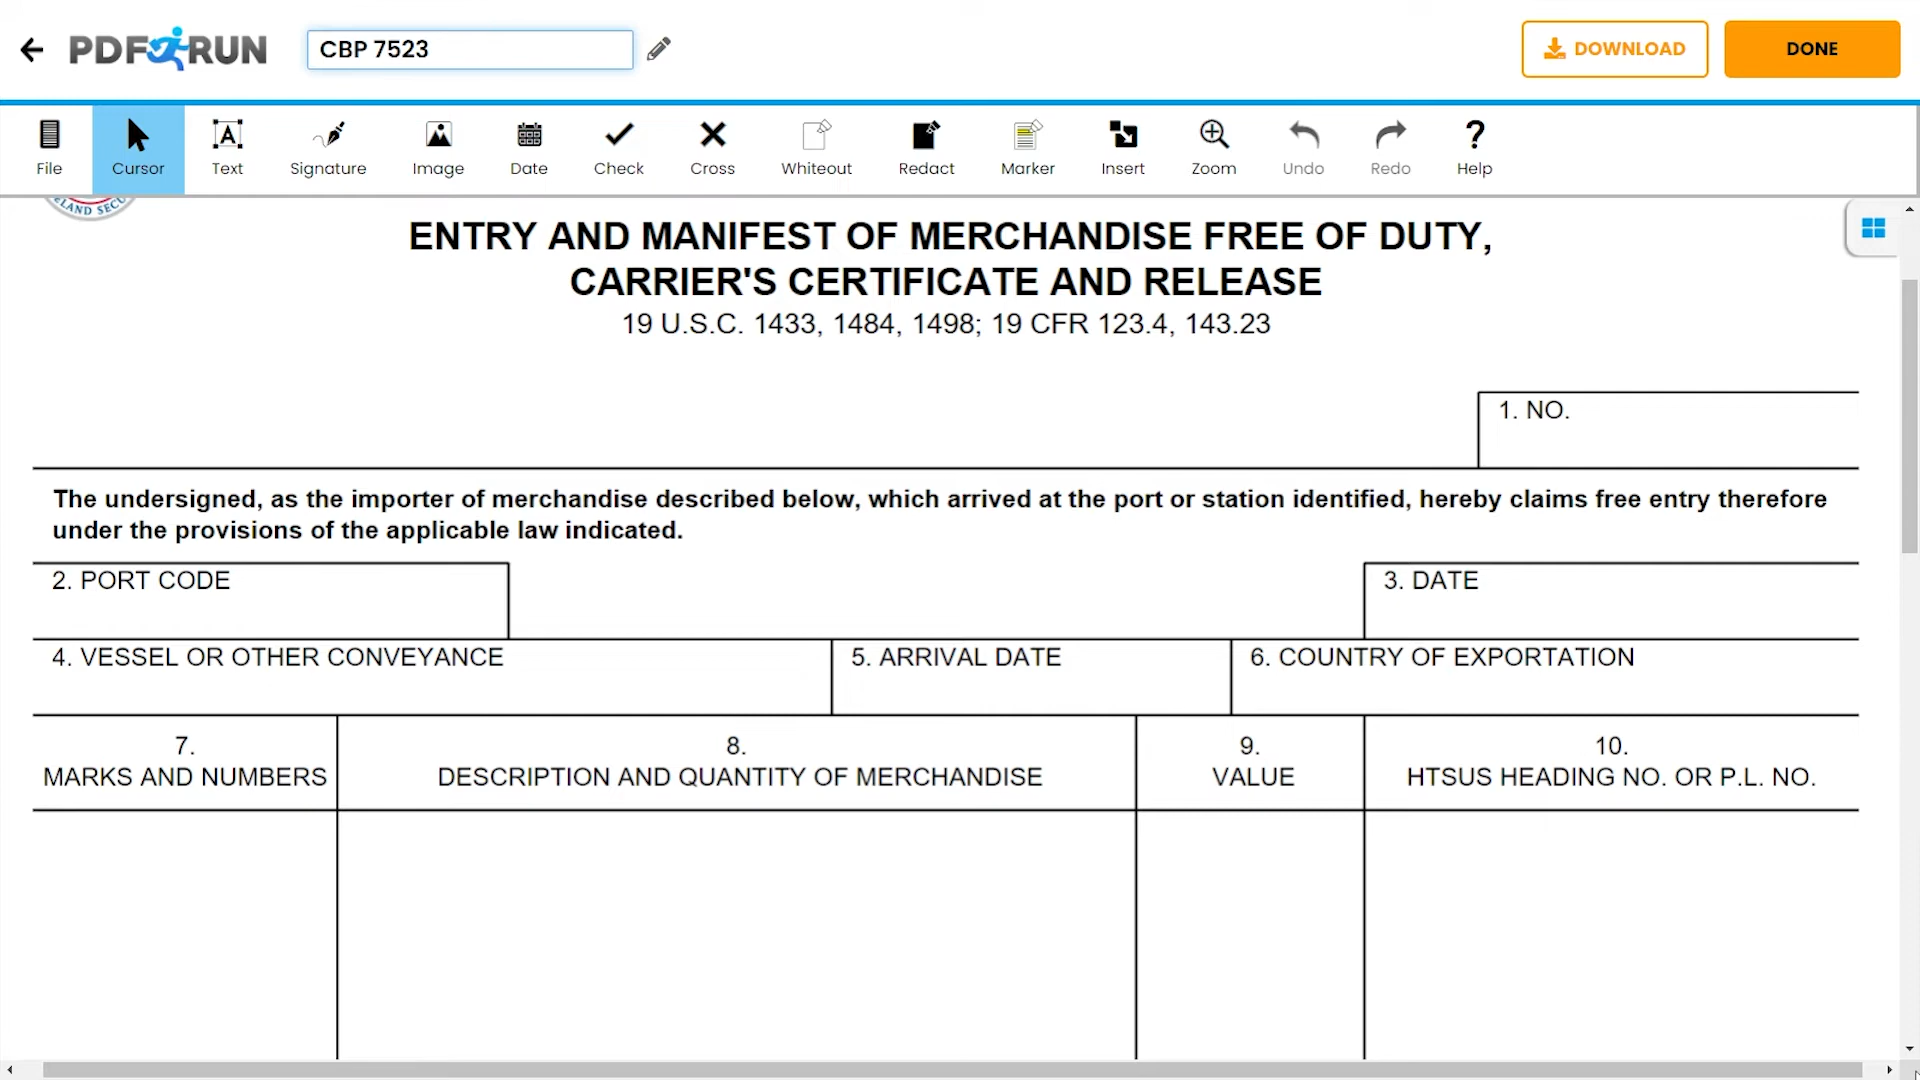 PDF RUN
CBP 7523
DOWNLOAD
DONE
File
Cursor
Text
Signature
Image
Date
Check
Cross
Whiteout
Redact
Marker
Insert
Zoom
Undo
Redo
Help
ELAND SECU
ENTRY AND MANIFEST OF MERCHANDISE FREE OF DUTY,
CARRIER'S CERTIFICATE AND RELEASE
19 U.S.C. 1433, 1484, 1498; 19 CFR 123.4, 143.23
1. NO.
The undersigned, as the importer of merchandise described below, which arrived at the port or station identified, hereby claims free entry therefore
under the provisions of the applicable law indicated.
2. PORT CODE
3. DATE
4. VESSEL OR OTHER CONVEYANCE
5. ARRIVAL DATE
6. COUNTRY OF EXPORTATION
7.
MARKS AND NUMBERS
8.
DESCRIPTION AND QUANTITY OF MERCHANDISE
9.
VALUE
10.
HTSUS HEADING NO. OR P.L. NO.